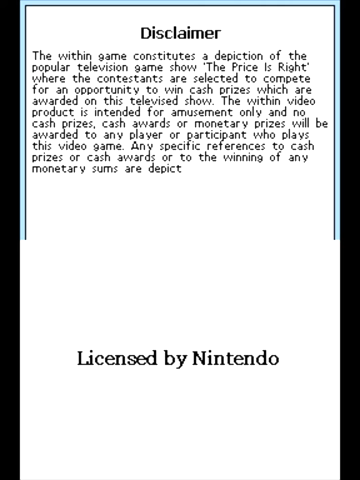 Disclaimer
The within game constitutes a depiction of the
popular television game show 'The Price Is Right'
where the contestants are selected to compete
for an opportunity to win cash prizes which are
awarded on this televised show. The within video
product is intended for amusement only and no
cash prizes, cash awards or monetary prizes will be
awarded to any player or participant who plays
this video game. Any specific references to cash
prizes or cash awards or to the winning of any
monetary sums are depict
Licensed by Nintendo